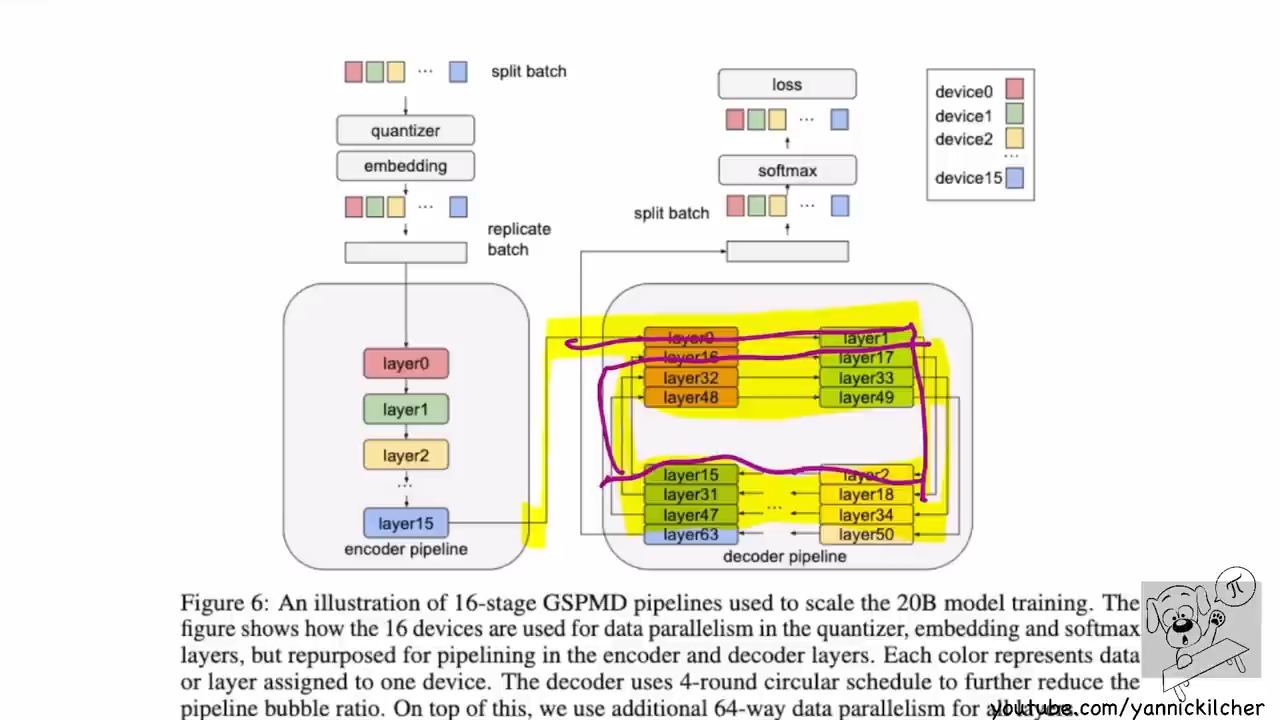 split batch
quantizer
embedding
replicate
batch
layer0
layer1
layer2
...
layer15
encoder pipeline
loss
softmax
split batch
device0
device1
device2
...
device15
layer0 layer1
layer16 layer17
layer32 layer33
layer48 layer49
layer15 layer2
layer31 layer18
layer47 ... layer34
layer63 layer50
decoder pipeline
Figure 6: An illustration of 16-stage GSPMD pipelines used to scale the 20B model training. The
figure shows how the 16 devices are used for data parallelism in the quantizer, embedding and softmax
layers, but repurposed for pipelining in the encoder and decoder layers. Each color represents data
or layer assigned to one device. The decoder uses 4-round circular schedule to further reduce the
pipeline bubble ratio. On top of this, we use additional 64-way data parallelism for
π
youtube.com/yannickilcher